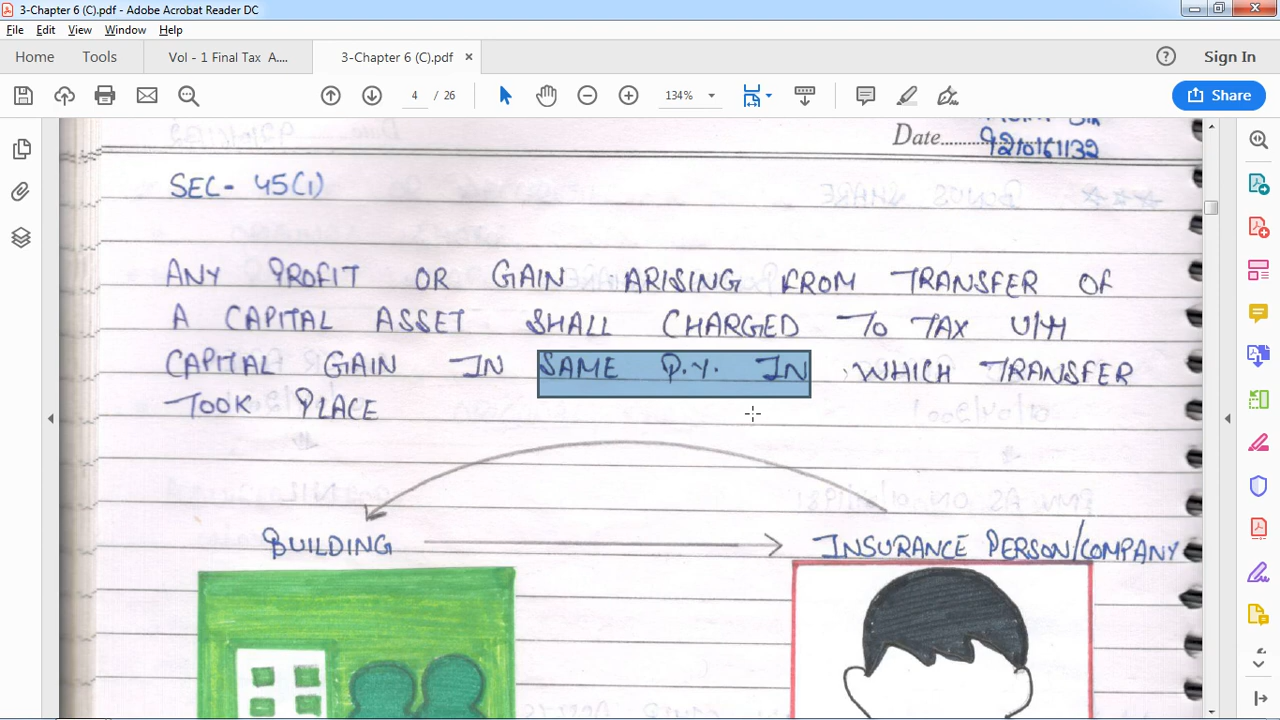 3-Chapter 6 (C).pdf - Adobe Acrobat Reader DC
File Edit View Window Help
Home Tools Vol - 1 Final Tax A.... 3-Chapter 6 (C).pdf × Sign In
4 / 26 134% Share
Date..........
9210161132
SEC- 45(1)
ANY PROFIT OR GAIN ARISING FROM TRANSFER OF
A CAPITAL ASSET SHALL CHARGED TO TAX U/H
CAPITAL GAIN IN SAME P.Y. IN WHICH TRANSFER
TOOK PLACE
BUILDING INSURANCE PERSON/COMPANY